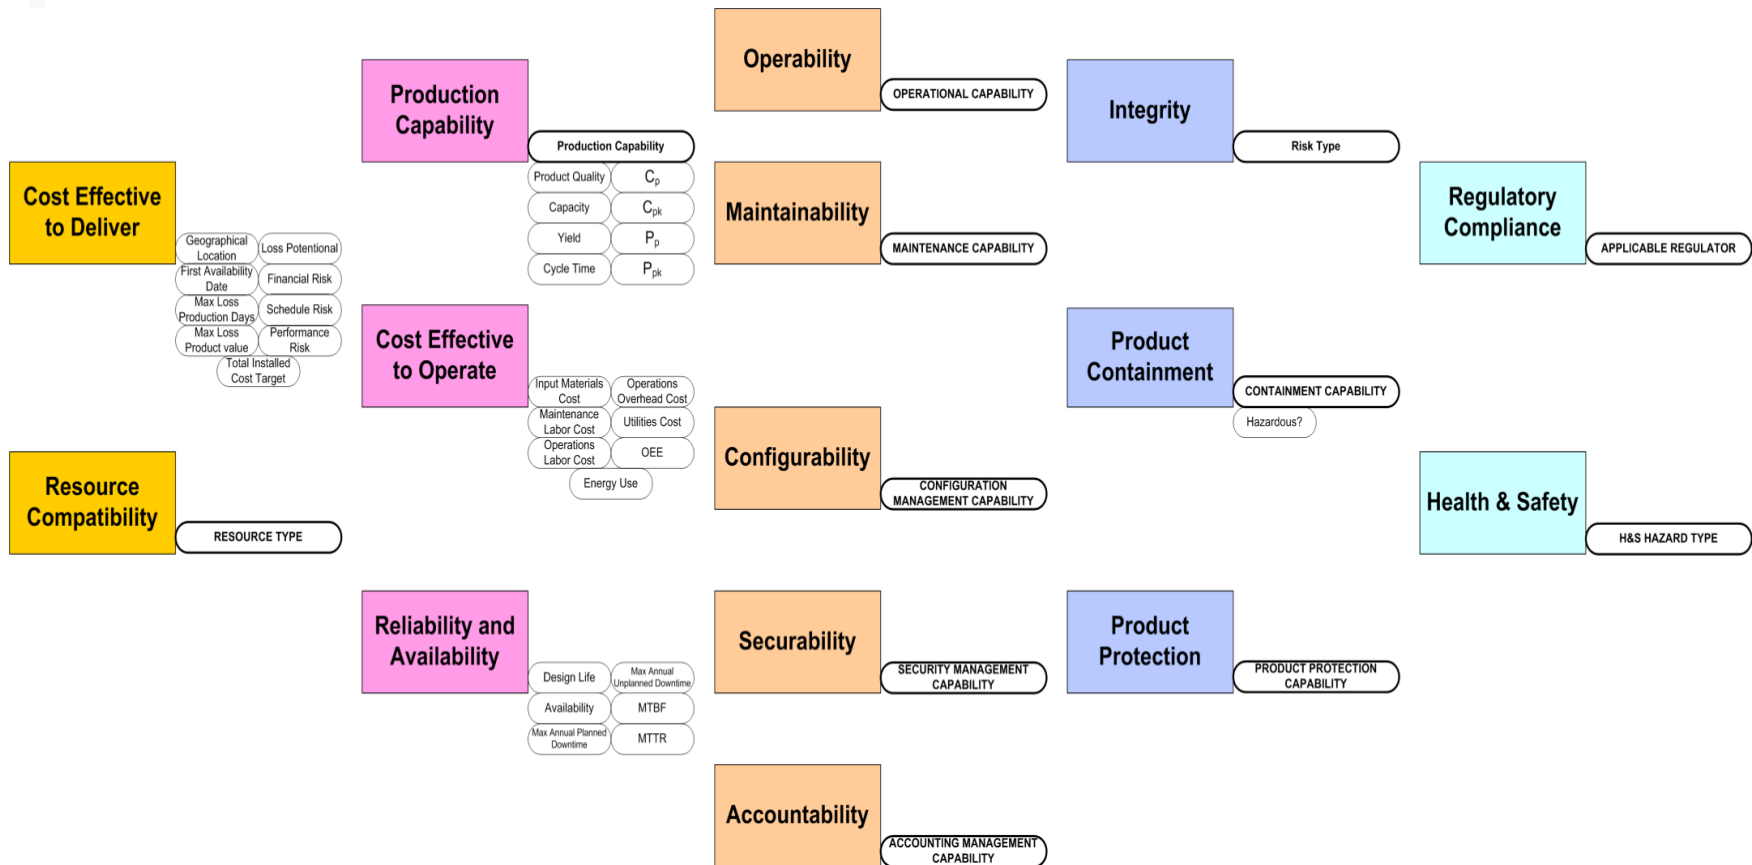 Cost Effective
to Deliver
Geographical
Location
Loss Potentional
First Availability
Date
Financial Risk
Max Loss
Production Days
Schedule Risk
Max Loss
Product value
Performance
Risk
Total Installed
Cost Target
Resource
Compatibility
RESOURCE TYPE
Production
Capability
Production Capability
Product Quality
Cp
Capacity
Cpk
Yield
Pp
Cycle Time
Ppk
Cost Effective
to Operate
Input Materials
Cost
Operations
Overhead Cost
Maintenance
Labor Cost
Utilities Cost
Operations
Labor Cost
OEE
Energy Use
Reliability and
Availability
Design Life
Max Annual
Unplanned Downtime
Availability
MTBF
Max Annual Planned
Downtime
MTTR
Operability
OPERATIONAL CAPABILITY
Maintainability
MAINTENANCE CAPABILITY
Configurability
CONFIGURATION
MANAGEMENT CAPABILITY
Securability
SECURITY MANAGEMENT
CAPABILITY
Accountability
ACCOUNTING MANAGEMENT
CAPABILITY
Integrity
Risk Type
Product
Containment
CONTAINMENT CAPABILITY
Hazardous?
Product
Protection
PRODUCT PROTECTION
CAPABILITY
Regulatory
Compliance
APPLICABLE REGULATOR
Health & Safety
H&S HAZARD TYPE